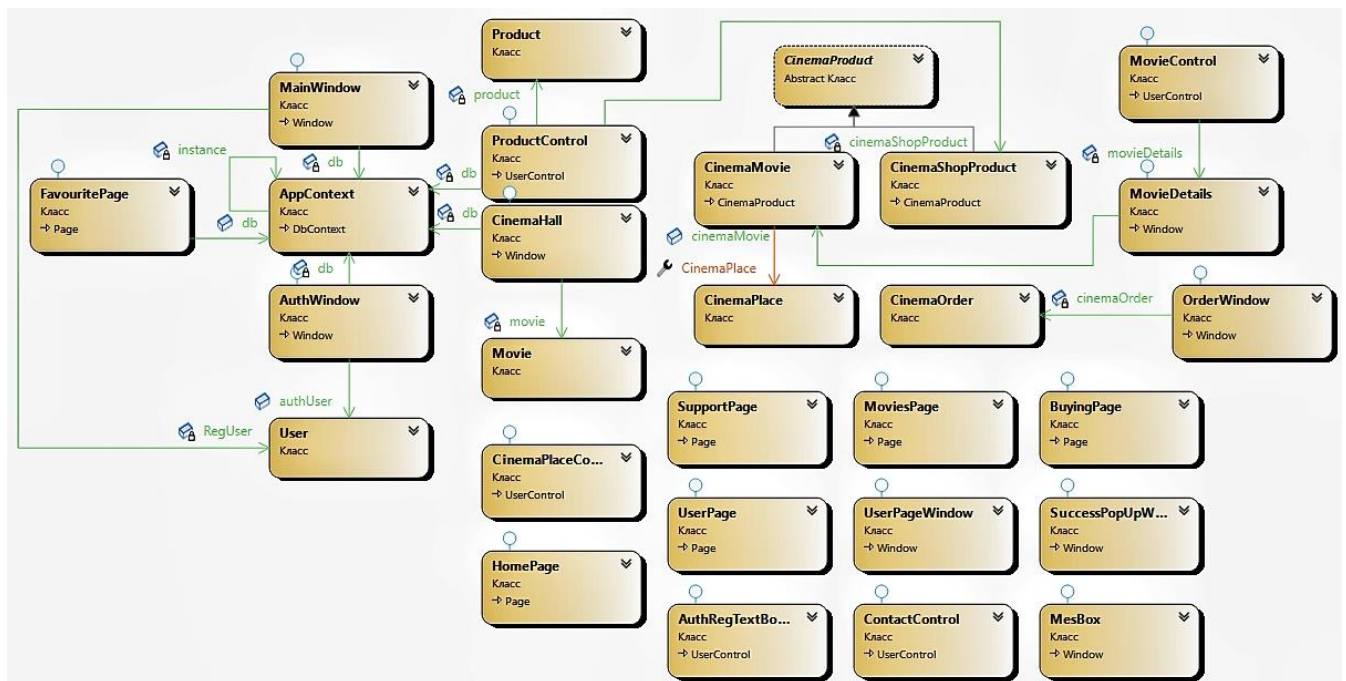 Product
Класс
product
MainWindow
Класс
Window
instance
db
FavouritePage
Класс
Page
db
AppContext
Класс
DbContext
ProductControl
Класс
UserControl
db
db
CinemaHall
Класс
Window
db
AuthWindow
Класс
Window
movie
Movie
Класс
authUser
RegUser
User
Класс
CinemaPlaceCo...
Класс
UserControl
HomePage
Класс
Page
CinemaProduct
Abstract Класс
cinemaShopProduct
CinemaMovie
Класс
CinemaProduct
CinemaShopProduct
Класс
CinemaProduct
cinemaMovie
CinemaPlace
CinemaPlace
Класс
CinemaOrder
Класс
cinemaOrder
MovieControl
Класс
UserControl
movieDetails
MovieDetails
Класс
Window
OrderWindow
Класс
Window
SupportPage
Класс
Page
MoviesPage
Класс
Page
BuyingPage
Класс
Page
UserPage
Класс
Page
UserPageWindow
Класс
Window
SuccessPopUpW...
Класс
Window
AuthRegTextBo...
Класс
UserControl
ContactControl
Класс
UserControl
MesBox
Класс
Window